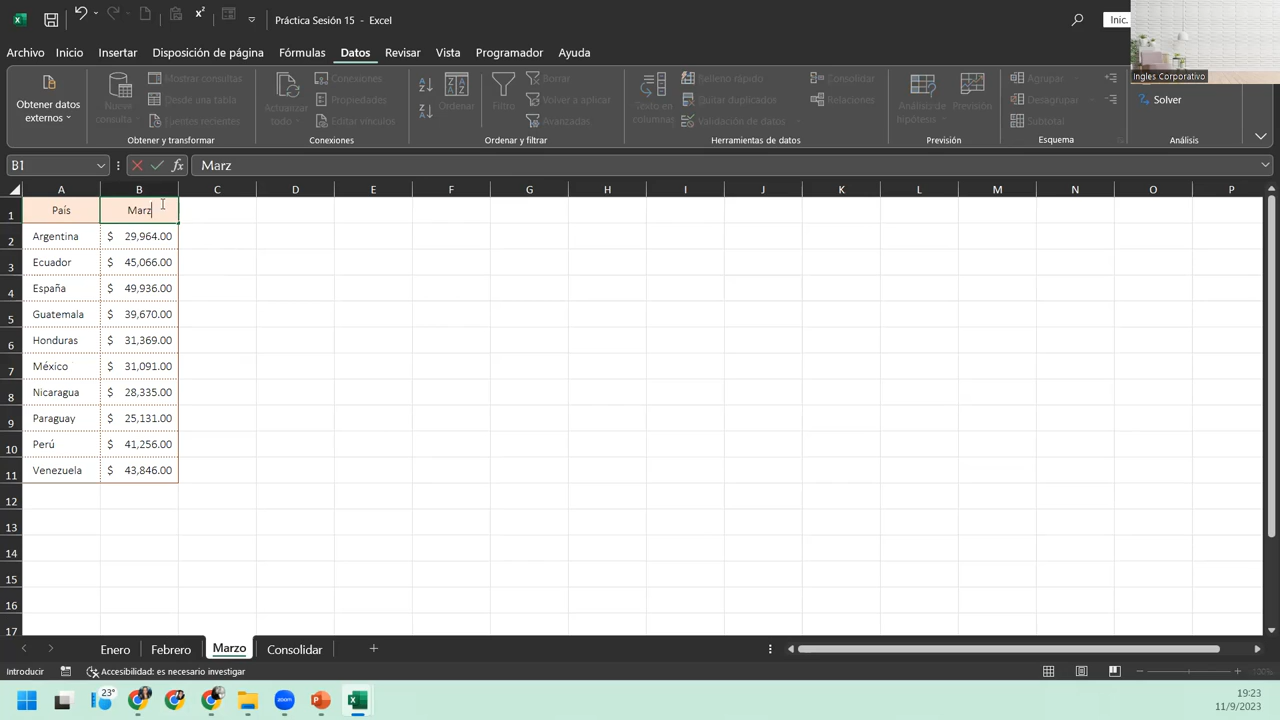 Práctica Sesión 15 - Excel
Inic.
Archivo Inicio Insertar Disposición de página Fórmulas Datos Revisar Vista Programador Ayuda
Ingles Corporativo
Obtener datos externos
Nueva consulta
Mostrar consultas
Desde una tabla
Fuentes recientes
Actualizar todo
Conexiones
Propiedades
Editar vínculos
Ordenar
Filtro
Volver a aplicar
Avanzadas
Texto en columnas
Relleno rápido
Quitar duplicados
Validación de datos
Consolidar
Relaciones
Análisis de hipótesis
Previsión
Agrupar
Desagrupar
Subtotal
Solver
Obtener y transformar Conexiones Ordenar y filtrar Herramientas de datos Previsión Esquema Análisis
B1 fx Marz
A B C D E F G H I J K L M N O P
1 País Marz
2 Argentina $ 29,964.00
3 Ecuador $ 45,066.00
4 España $ 49,936.00
5 Guatemala $ 39,670.00
6 Honduras $ 31,369.00
7 México $ 31,091.00
8 Nicaragua $ 28,335.00
9 Paraguay $ 25,131.00
10 Perú $ 41,256.00
11 Venezuela $ 43,846.00
12
13
14
15
16
17
Enero Febrero Marzo Consolidar
Introducir Accesibilidad: es necesario investigar 100%
23°
19:23
11/9/2023